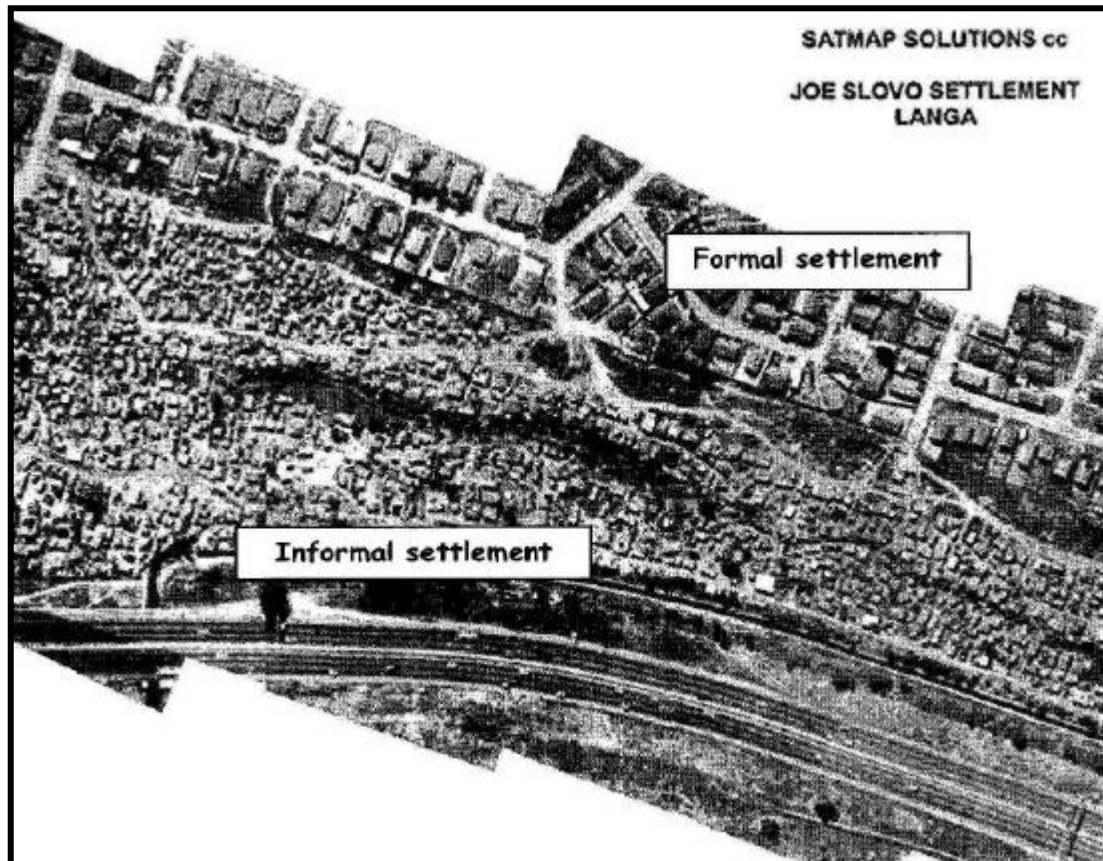 SATMAP SOLUTIONS cc
JOE SLOVO SETTLEMENT
LANGA
Formal settlement
Informal settlement